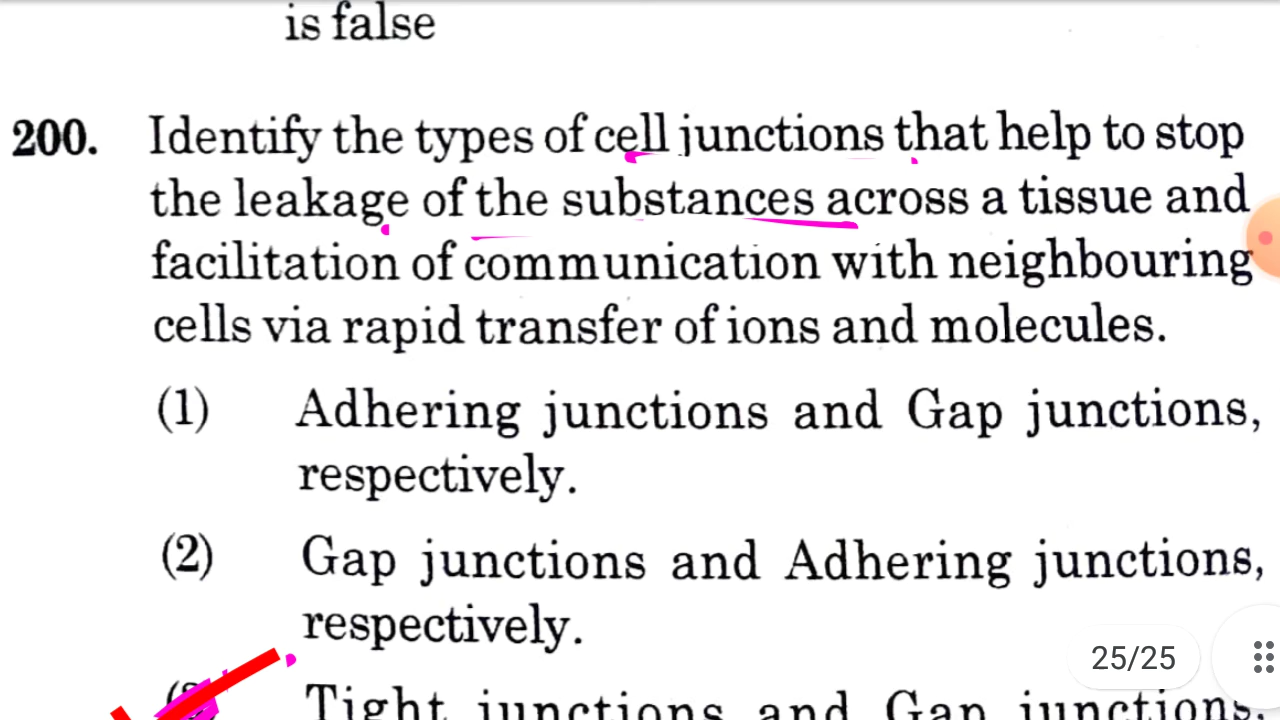 is false
200. Identify the types of cell junctions that help to stop
the leakage of the substances across a tissue and
facilitation of communication with neighbouring
cells via rapid transfer of ions and molecules.
(1) Adhering junctions and Gap junctions,
respectively.
(2) Gap junctions and Adhering junctions,
respectively.
25/25
Tight junctions and Gap junctions,